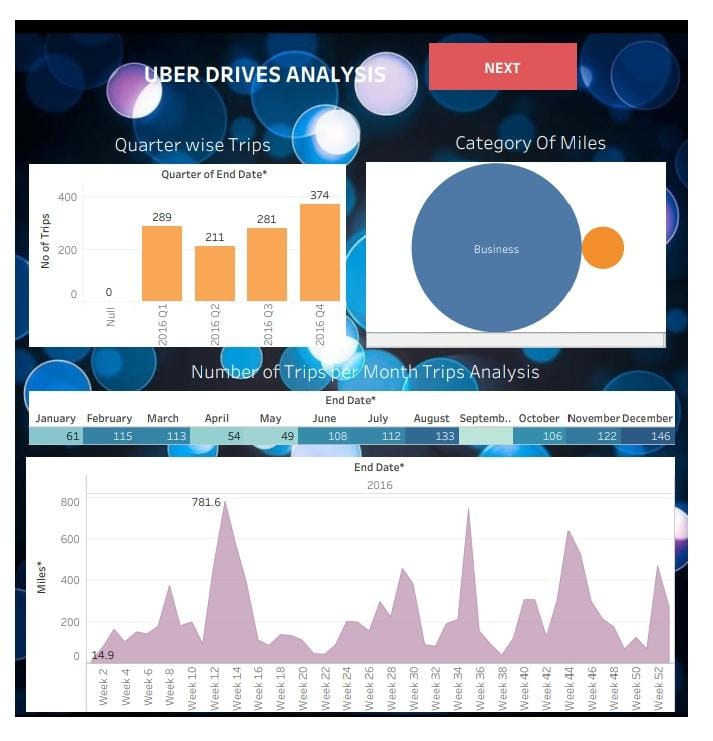 UBER DRIVES ANALYSIS
NEXT
Quarter wise Trips
Category Of Miles
Quarter of End Date*
No of Trips
400
200
0
0
289
211
281
374
Null
2016 Q1
2016 Q2
2016 Q3
2016 Q4
Business
Number of Trips per Month Trips Analysis
End Date*
January February March April May June July August Septemb.. October November December
61 115 113 54 49 108 112 133 106 122 146
End Date*
2016
Miles*
800
600
400
200
0
781.6
14.9
Week 2
Week 4
Week 6
Week 8
Week 10
Week 12
Week 14
Week 16
Week 18
Week 20
Week 22
Week 24
Week 26
Week 28
Week 30
Week 32
Week 34
Week 36
Week 38
Week 40
Week 42
Week 44
Week 46
Week 48
Week 50
Week 52